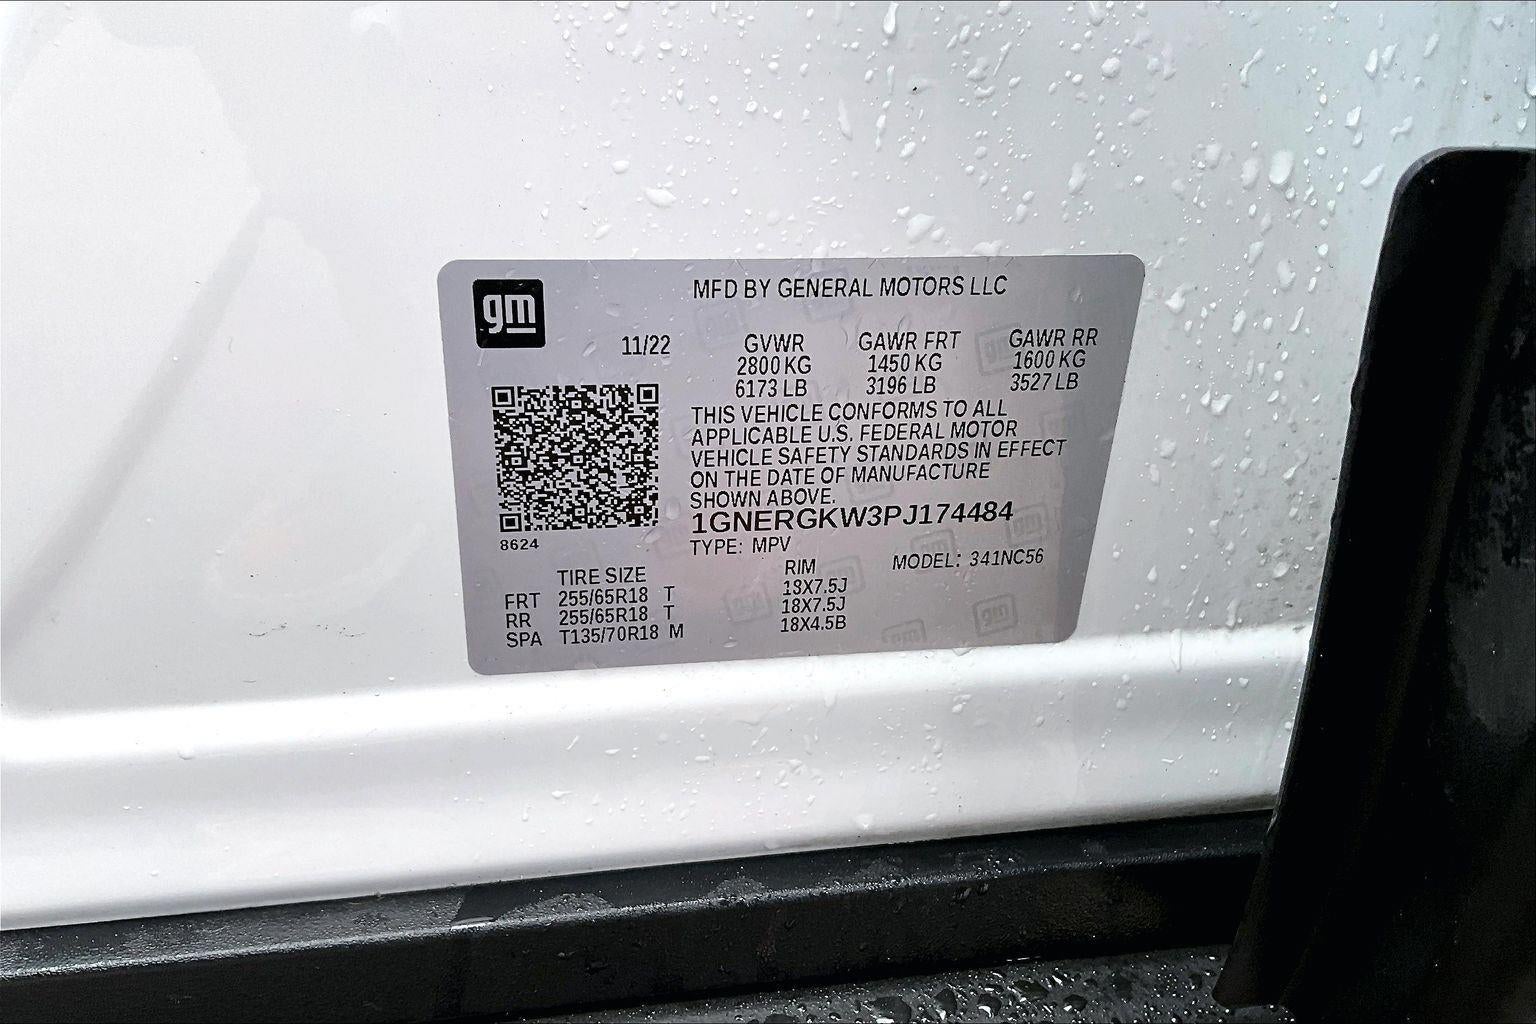 gm
MFD BY GENERAL MOTORS LLC
11/22 GVWR GAWR FRT GAWR RR
2800 KG 1450 KG 1600 KG
6173 LB 3196 LB 3527 LB
THIS VEHICLE CONFORMS TO ALL
APPLICABLE U.S. FEDERAL MOTOR
VEHICLE SAFETY STANDARDS IN EFFECT
ON THE DATE OF MANUFACTURE
SHOWN ABOVE.
1GNERGKW3PJ174484
8624
TYPE: MPV MODEL: 341NC56
TIRE SIZE RIM
FRT 255/65R18 T 18X7.5J
RR 255/65R18 T 18X7.5J
SPA T135/70R18 M 18X4.5B